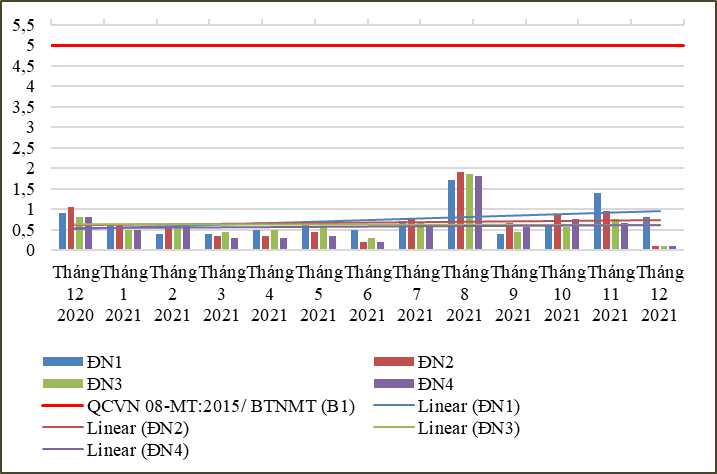 5,5
5
4,5
4
3,5
3
2,5
2
1,5
1
0,5
0
Tháng Tháng Tháng Tháng Tháng Tháng Tháng Tháng Tháng Tháng Tháng Tháng Tháng
12 1 2 3 4 5 6 7 8 9 10 11 12
2020 2021 2021 2021 2021 2021 2021 2021 2021 2021 2021 2021 2021
ĐN1 ĐN2
ĐN3 ĐN4
QCVN 08-MT:2015/ BTNMT (B1) Linear (ĐN1)
Linear (ĐN2) Linear (ĐN3)
Linear (ĐN4)